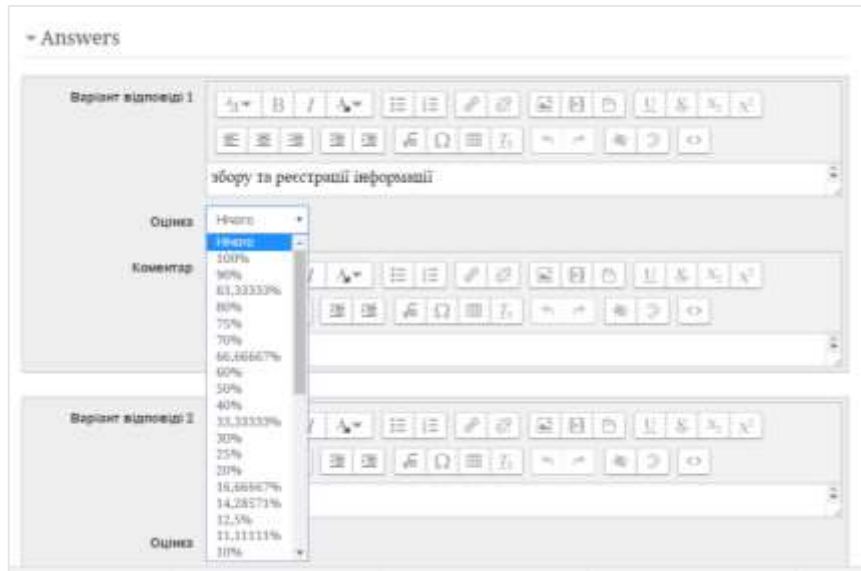 Answers
Варіант відповіді 1
збору та реєстрації інформації
Оцінка
Нічого
Нічого
100%
90%
83,33333%
80%
75%
70%
66,66667%
60%
50%
40%
33,33333%
30%
25%
20%
16,66667%
14,28571%
12,5%
11,11111%
10%
Коментар
Варіант відповіді 2
Оцінка